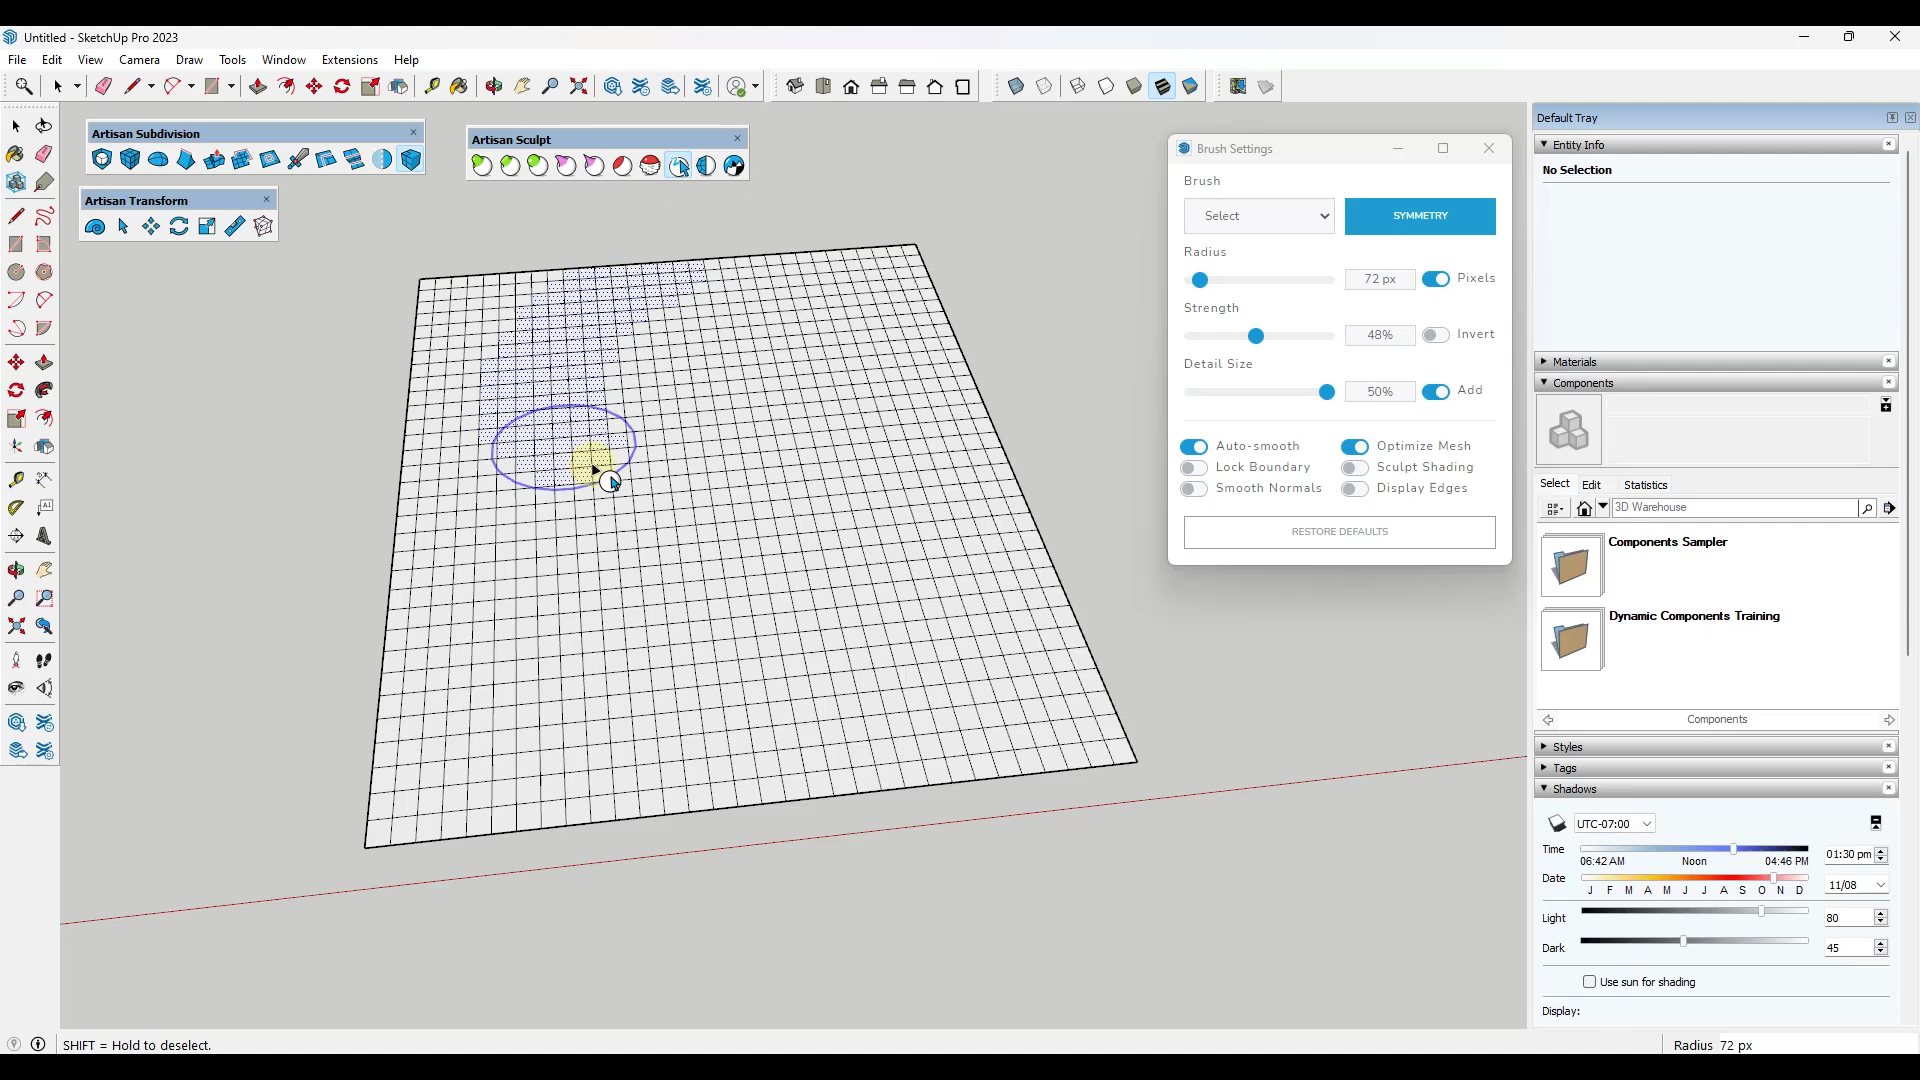 Untitled - SketchUp Pro 2023
File Edit View Camera Draw Tools Window Extensions Help
Artisan Subdivision
Artisan Sculpt
Artisan Transform
Brush Settings
Brush
Select
SYMMETRY
Radius
72 px
Pixels
Strength
48%
Invert
Detail Size
50%
Add
Auto-smooth
Optimize Mesh
Lock Boundary
Sculpt Shading
Smooth Normals
Display Edges
RESTORE DEFAULTS
Default Tray
Entity Info
No Selection
Materials
Components
Select Edit Statistics
3D Warehouse
Components Sampler
Dynamic Components Training
Components
Styles
Tags
Shadows
UTC-07:00
Time
06:42 AM Noon 04:46 PM
01:30 pm
Date
J F M A M J J A S O N D
11/08
Light
80
Dark
45
Use sun for shading
Display:
SHIFT = Hold to deselect.
Radius 72 px